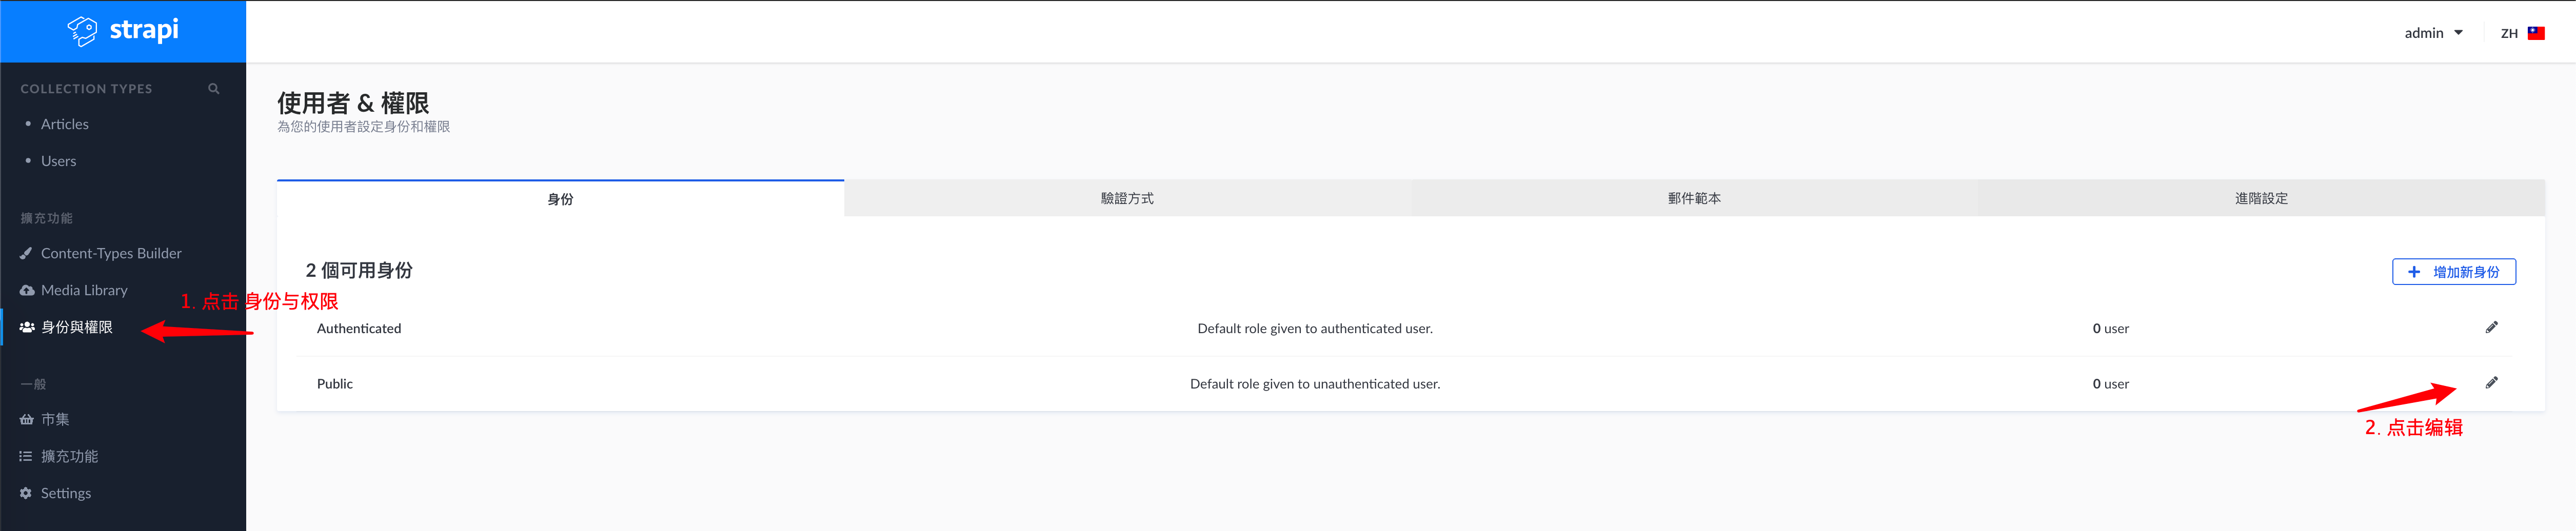 strapi
admin
ZH
COLLECTION TYPES
Articles
Users
擴充功能
Content-Types Builder
Media Library
身份與權限
一般
市集
擴充功能
Settings
1. 点击 身份与权限
使用者 & 權限
為您的使用者設定身份和權限
身份
驗證方式
郵件範本
進階設定
2 個可用身份
增加新身份
Authenticated
Default role given to authenticated user.
0 user
Public
Default role given to unauthenticated user.
0 user
2. 点击编辑